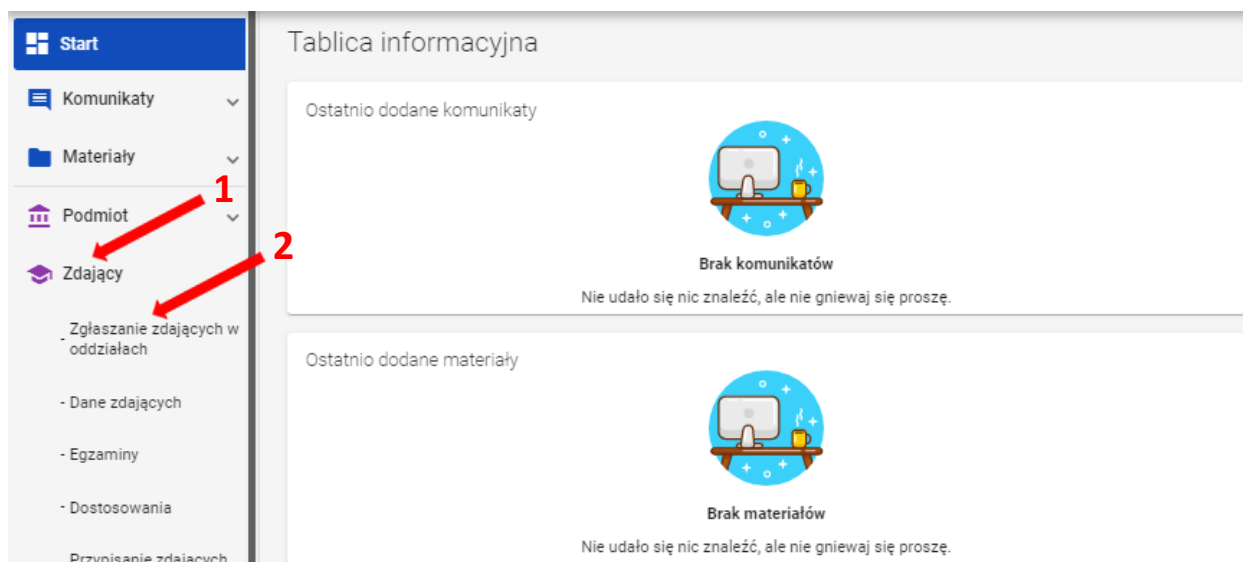 Start
Komunikaty
Materiały
1
Podmiot
2
Zdający
- Zgłaszanie zdających w
oddziałach
- Dane zdających
- Egzaminy
- Dostosowania
Przypisanie zdających
Tablica informacyjna
Ostatnio dodane komunikaty
Brak komunikatów
Nie udało się nic znaleźć, ale nie gniewaj się proszę.
Ostatnio dodane materiały
Brak materiałów
Nie udało się nic znaleźć, ale nie gniewaj się proszę.